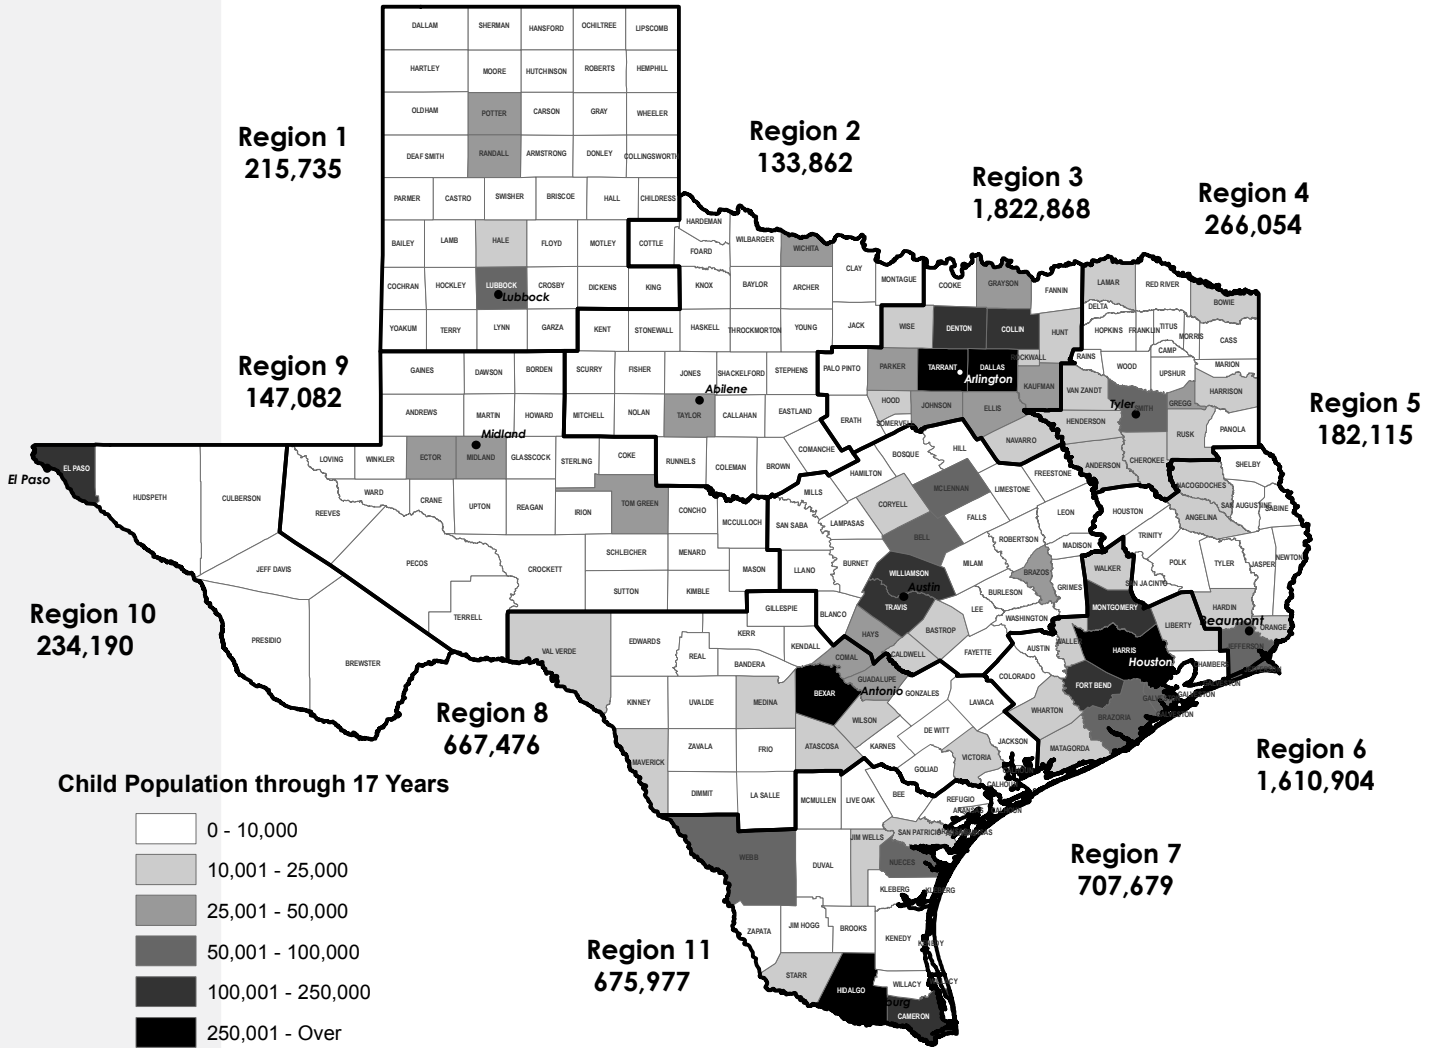 DALLAM SHERMAN HANSFORD OCHILTREE LIPSCOMB
HARTLEY MOORE HUTCHINSON ROBERTS HEMPHILL
OLDHAM POTTER CARSON GRAY WHEELER
Region 1
215,735
DEAF SMITH RANDALL ARMSTRONG DONLEY COLLINGSWORTH
PARMER CASTRO SWISHER BRISCOE HALL CHILDRESS
BAILEY LAMB HALE FLOYD MOTLEY COTTLE
COCHRAN HOCKLEY LUBBOCK CROSBY DICKENS KING
Lubbock
YOAKUM TERRY LYNN GARZA
Region 2
133,862
HARDEMAN
FOARD WILBARGER WICHITA
CLAY MONTAGUE
KNOX BAYLOR ARCHER
KENT STONEWALL HASKELL THROCKMORTON YOUNG JACK
SCURRY FISHER JONES SHACKELFORD STEPHENS
Abilene
MITCHELL NOLAN TAYLOR CALLAHAN EASTLAND
RUNNELS COLEMAN BROWN COMANCHE
Region 3
1,822,868
COOKE GRAYSON FANNIN
WISE DENTON COLLIN HUNT
PALO PINTO PARKER TARRANT DALLAS ROCKWALL
Arlington
KAUFMAN
HOOD JOHNSON ELLIS
ERATH SOMERVELL NAVARRO
Region 4
266,054
LAMAR RED RIVER BOWIE
DELTA
HOPKINS FRANKLIN TITUS MORRIS CASS
RAINS WOOD CAMP UPSHUR MARION
VAN ZANDT SMITH GREGG HARRISON
Tyler
HENDERSON RUSK PANOLA
ANDERSON CHEROKEE
Region 9
147,082
GAINES DAWSON BORDEN
ANDREWS MARTIN HOWARD
Midland
LOVING WINKLER ECTOR MIDLAND GLASSCOCK STERLING COKE
WARD CRANE UPTON REAGAN IRION TOM GREEN CONCHO
REEVES MCCULLOCH
PECOS CROCKETT SCHLEICHER MENARD
SUTTON KIMBLE MASON
TERRELL
Region 5
182,115
SHELBY
NACOGDOCHES
SAN AUGUSTINE SABINE
ANGELINA
HOUSTON
TRINITY
POLK TYLER JASPER NEWTON
SAN JACINTO
HARDIN
Beaumont
ORANGE
JEFFERSON
El Paso
EL PASO
HUDSPETH CULBERSON
JEFF DAVIS
PRESIDIO BREWSTER
Region 10
234,190
BOSQUE HILL
HAMILTON MCLENNAN LIMESTONE FREESTONE
MILLS CORYELL
SAN SABA LAMPASAS BELL FALLS LEON
ROBERTSON MADISON
LLANO BURNET WILLIAMSON MILAM BRAZOS GRIMES
Austin
BLANCO TRAVIS LEE BURLESON WASHINGTON
HAYS BASTROP
CALDWELL FAYETTE
WALKER
MONTGOMERY
LIBERTY
AUSTIN WALLER HARRIS
Houston
CHAMBERS
COLORADO FORT BEND
WHARTON BRAZORIA
GALVESTON
MATAGORDA
Region 6
1,610,904
GILLESPIE
VAL VERDE EDWARDS KERR
REAL BANDERA KENDALL
COMAL
KINNEY UVALDE MEDINA BEXAR GUADALUPE
Antonio
GONZALES LAVACA
WILSON
MAVERICK ZAVALA FRIO ATASCOSA KARNES DE WITT
JACKSON
VICTORIA
GOLIAD
CALHOUN
DIMMIT LA SALLE
Region 8
667,476
Region 7
707,679
MCMULLEN LIVE OAK BEE
REFUGIO
ARANSAS
SAN PATRICIO
JIM WELLS
WEBB DUVAL NUECES
KLEBERG KLEBERG
ZAPATA JIM HOGG BROOKS KENEDY KENEDY
STARR HIDALGO WILLACY
CAMERON
Region 11
675,977
Child Population through 17 Years
0 - 10,000
10,001 - 25,000
25,001 - 50,000
50,001 - 100,000
100,001 - 250,000
250,001 - Over